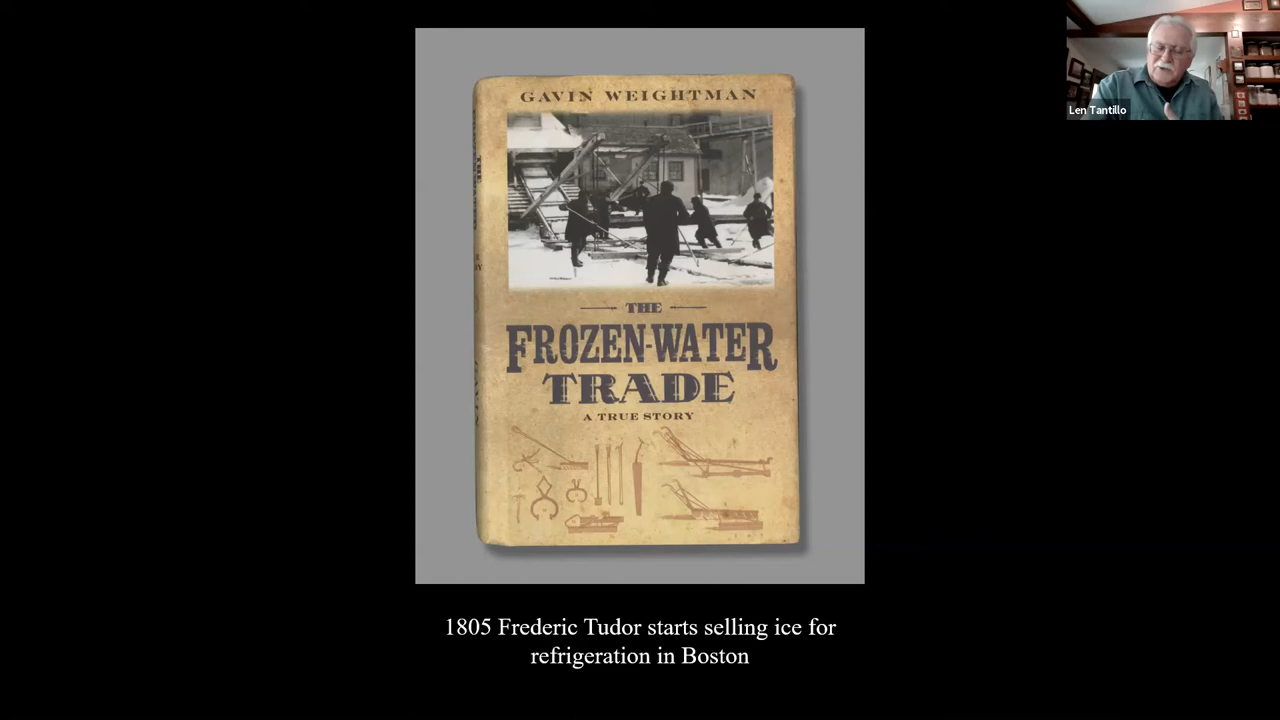 GAVIN WEIGHTMAN
THE
FROZEN-WATER
TRADE
A TRUE STORY
1805 Frederic Tudor starts selling ice for
refrigeration in Boston
Len Tantillo